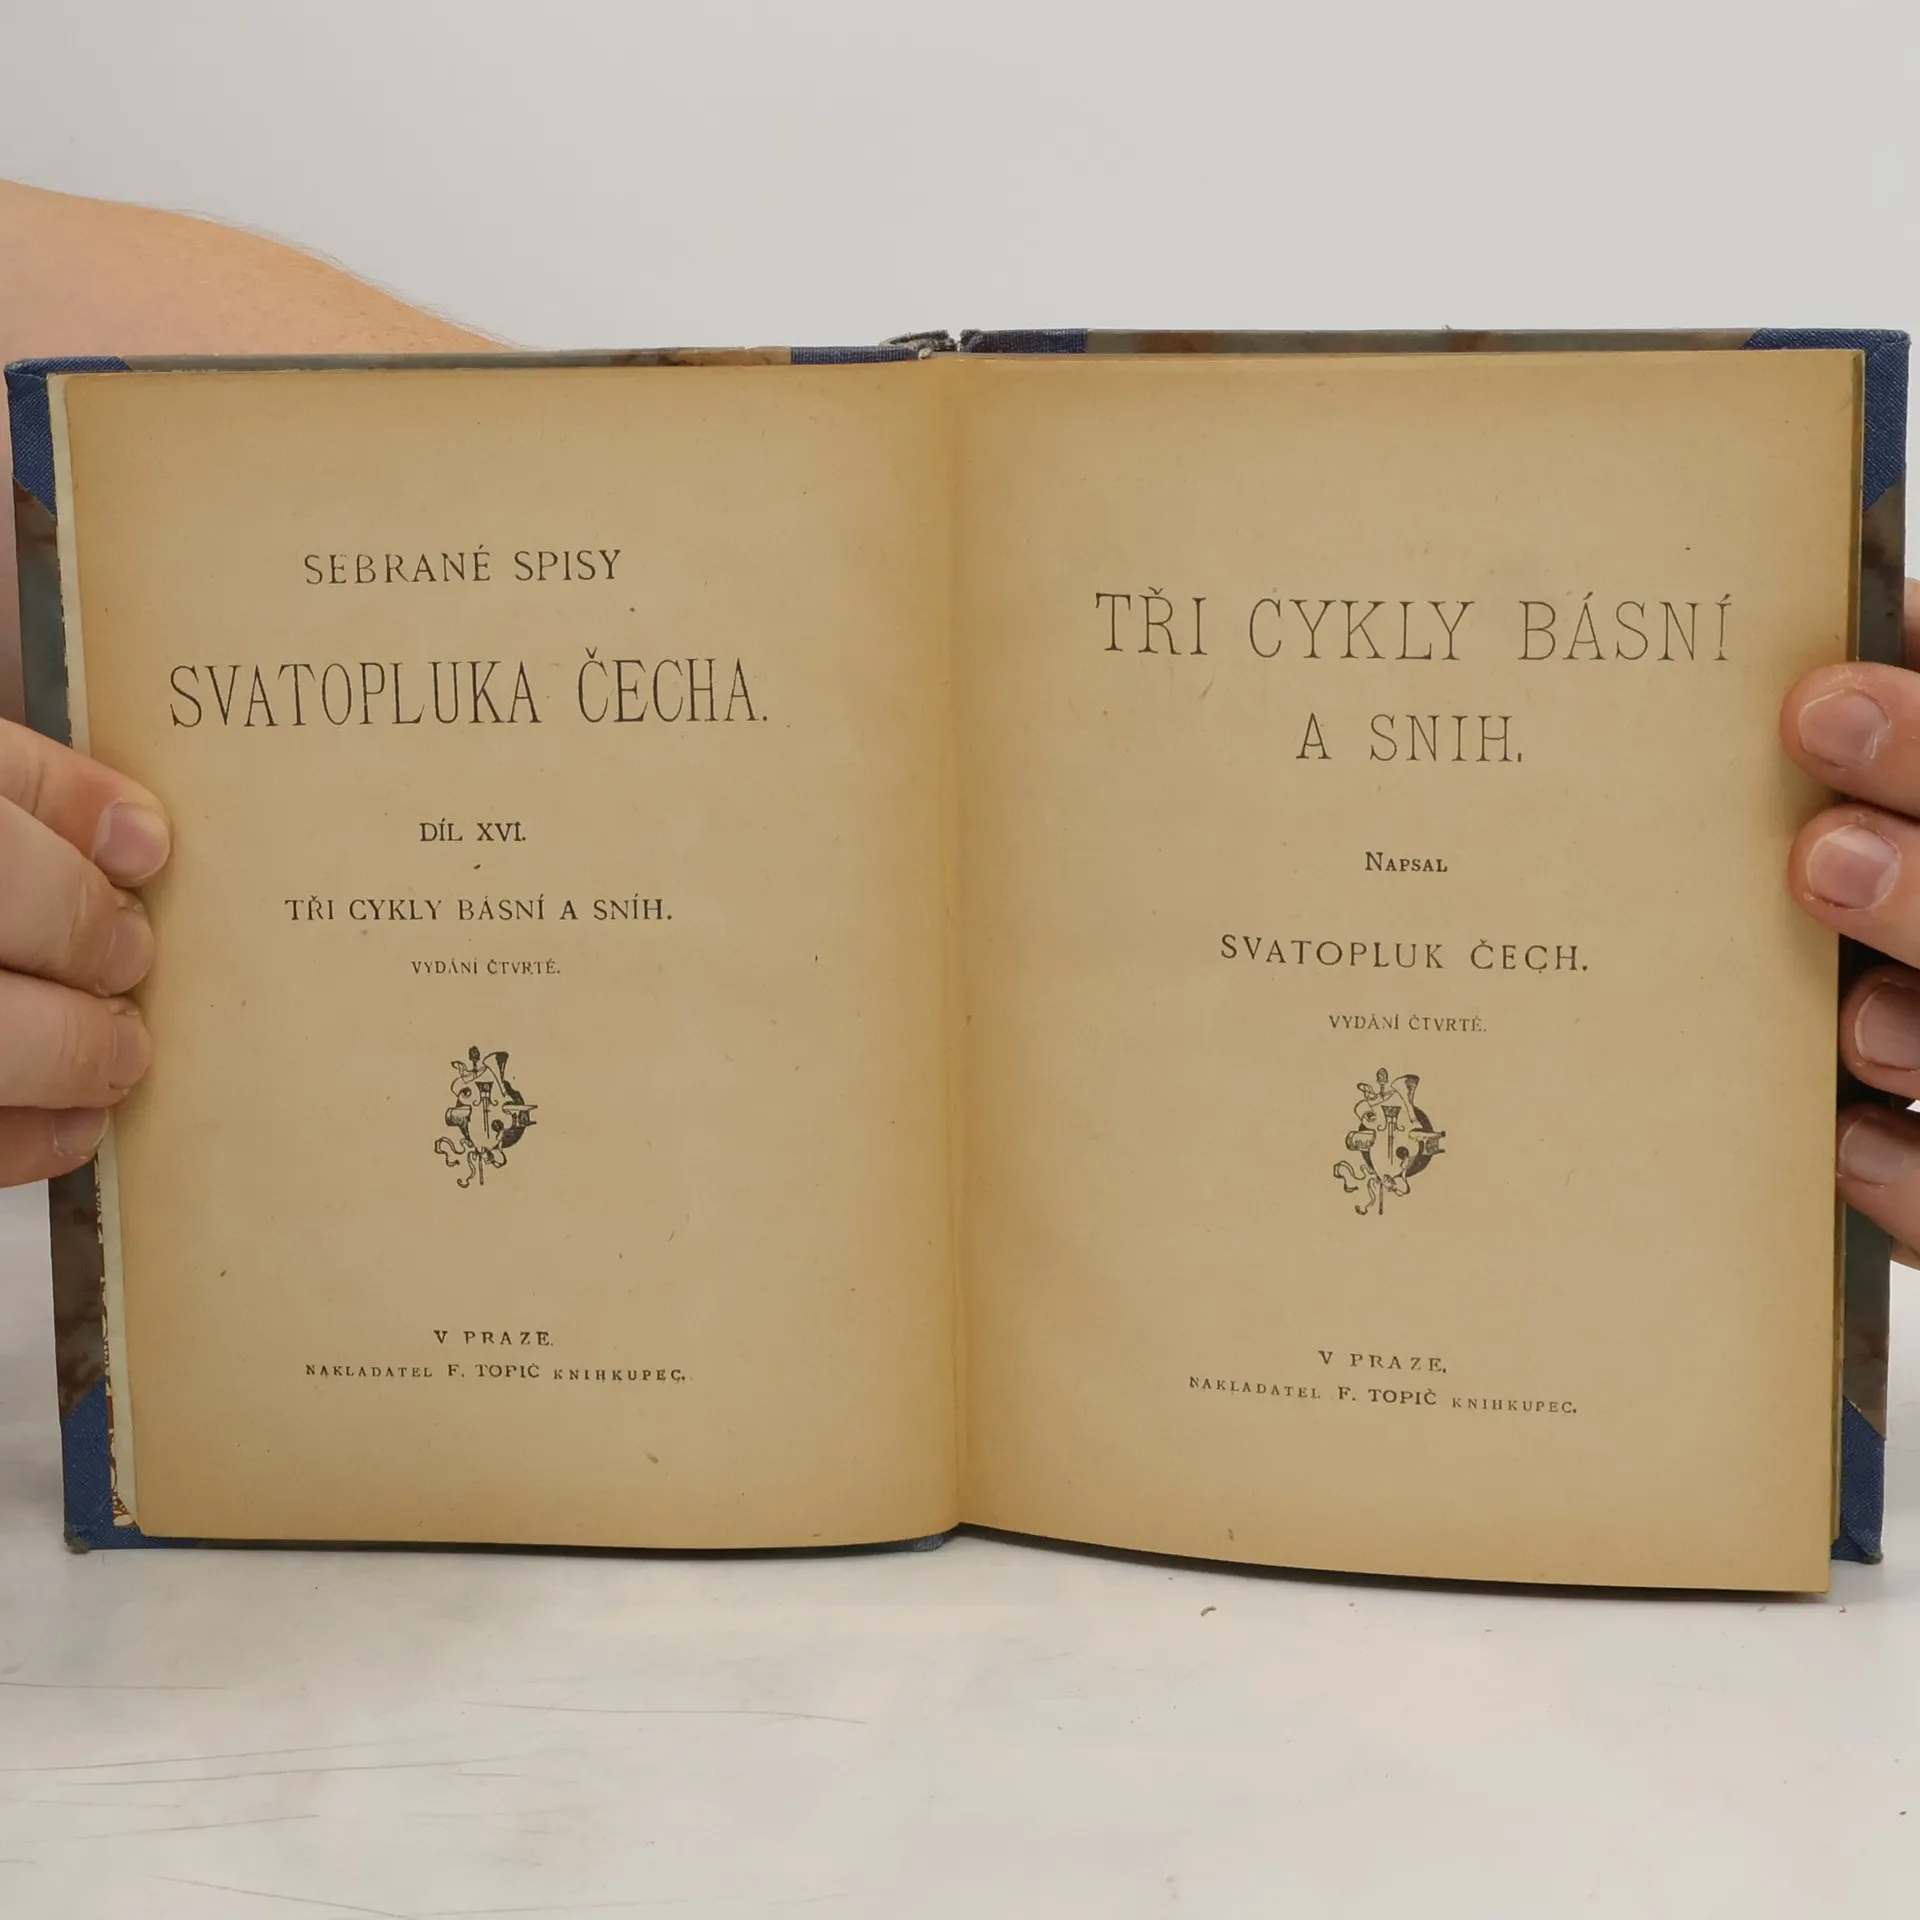 SEBRANÉ SPISY
SVATOPLUKA ČECHA.
DÍL XVI.
TŘI CYKLY BÁSNÍ A SNÍH.
VYDÁNÍ ČTVRTÉ.
V PRAZE.
NAKLADATEL F. TOPIČ KNIHKUPEC.
TŘI CYKLY BÁSNÍ
A SNIH.
NAPSAL
SVATOPLUK ČECH.
VYDÁNÍ ČTVRTÉ.
V PRAZE.
NAKLADATEL F. TOPIČ KNIHKUPEC.